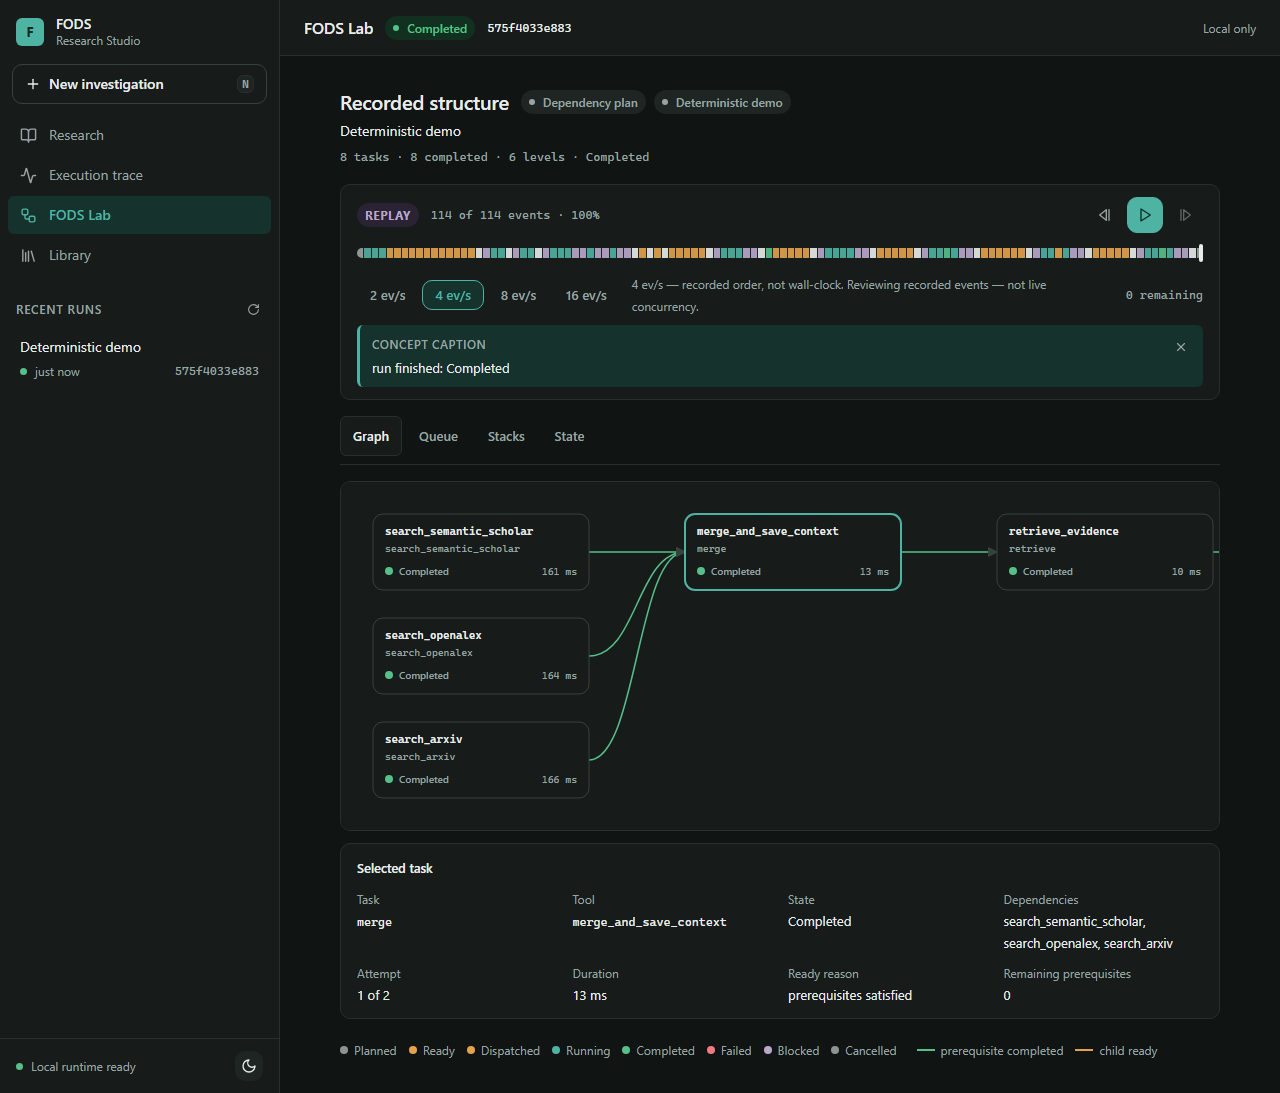 F
FODS
Research Studio
New investigation
N
Research
Execution trace
FODS Lab
Library
RECENT RUNS
Deterministic demo
just now
575f4033e883
Local runtime ready
FODS Lab
Completed
575f4033e883
Local only
Recorded structure
Dependency plan
Deterministic demo
Deterministic demo
8 tasks · 8 completed · 6 levels · Completed
REPLAY
114 of 114 events · 100%
2 ev/s
4 ev/s
8 ev/s
16 ev/s
4 ev/s — recorded order, not wall-clock. Reviewing recorded events — not live
concurrency.
0 remaining
CONCEPT CAPTION
run finished: Completed
Graph
Queue
Stacks
State
search_semantic_scholar
search_semantic_scholar
Completed
161 ms
merge_and_save_context
merge
Completed
13 ms
retrieve_evidence
retrieve
Completed
10 ms
search_openalex
search_openalex
Completed
164 ms
search_arxiv
search_arxiv
Completed
166 ms
Selected task
Task
merge
Tool
merge_and_save_context
State
Completed
Dependencies
search_semantic_scholar,
search_openalex, search_arxiv
Attempt
1 of 2
Duration
13 ms
Ready reason
prerequisites satisfied
Remaining prerequisites
0
Planned
Ready
Dispatched
Running
Completed
Failed
Blocked
Cancelled
prerequisite completed
child ready